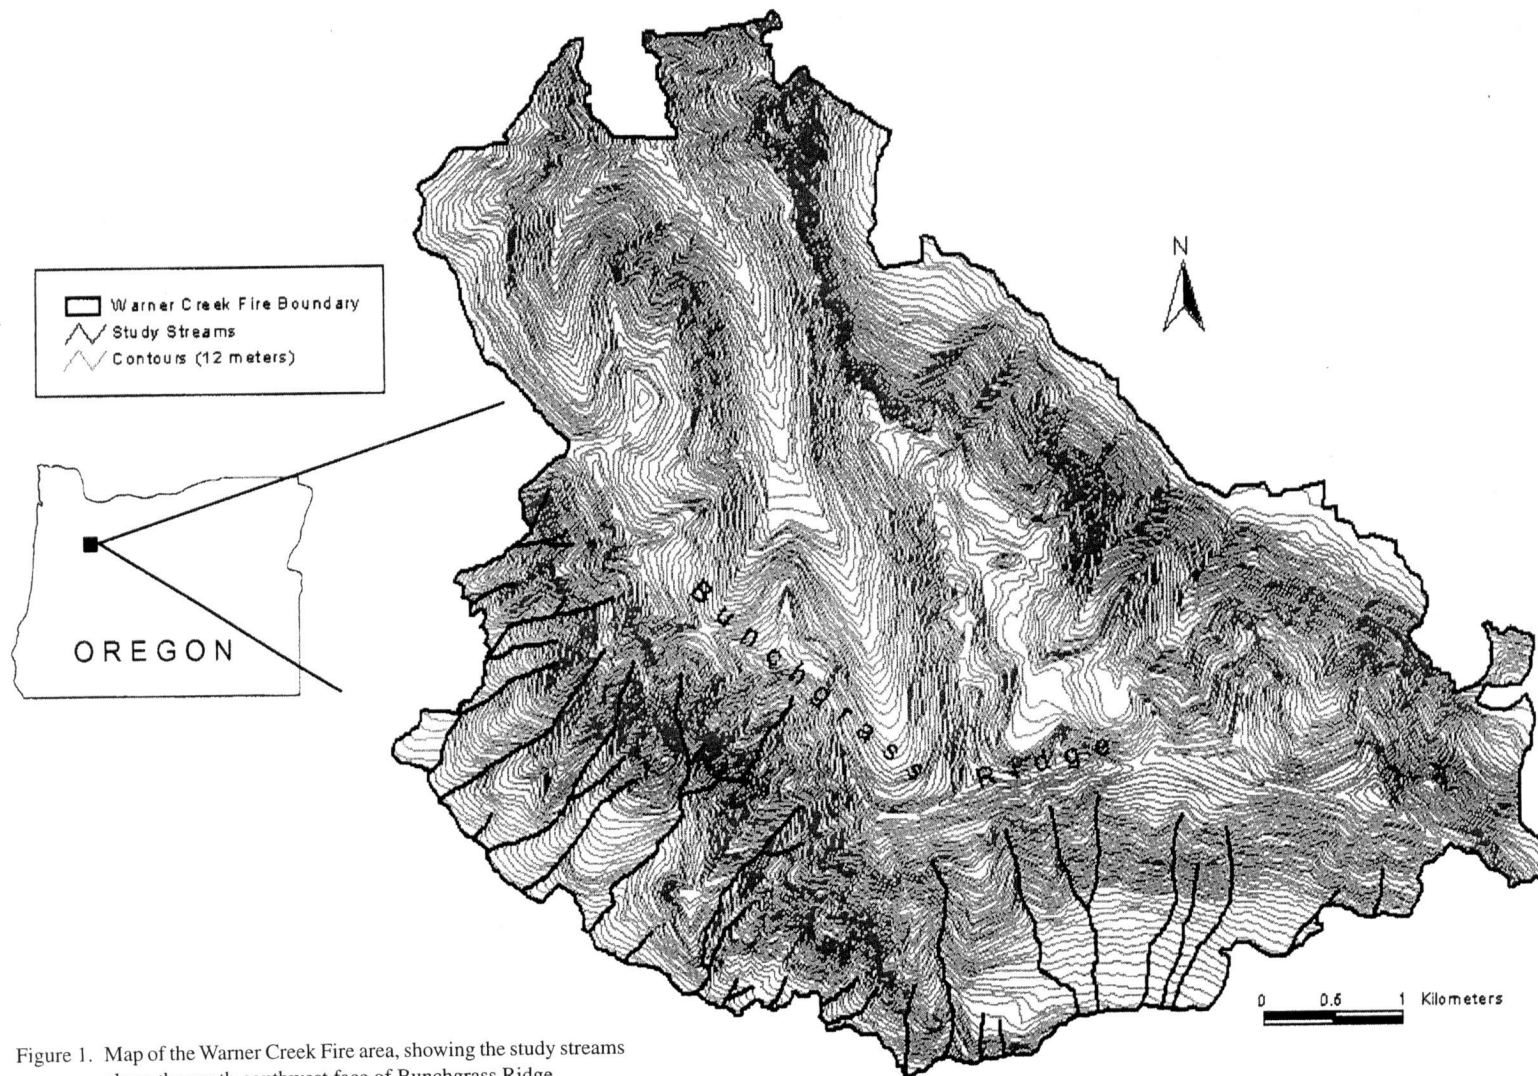 N
Warner Creek Fire Boundary
Study Streams
Contours (12 meters)
OREGON
Bunchgrass Ridge
0 0.5 1 Kilometers
Figure 1. Map of the Warner Creek Fire area, showing the study streams